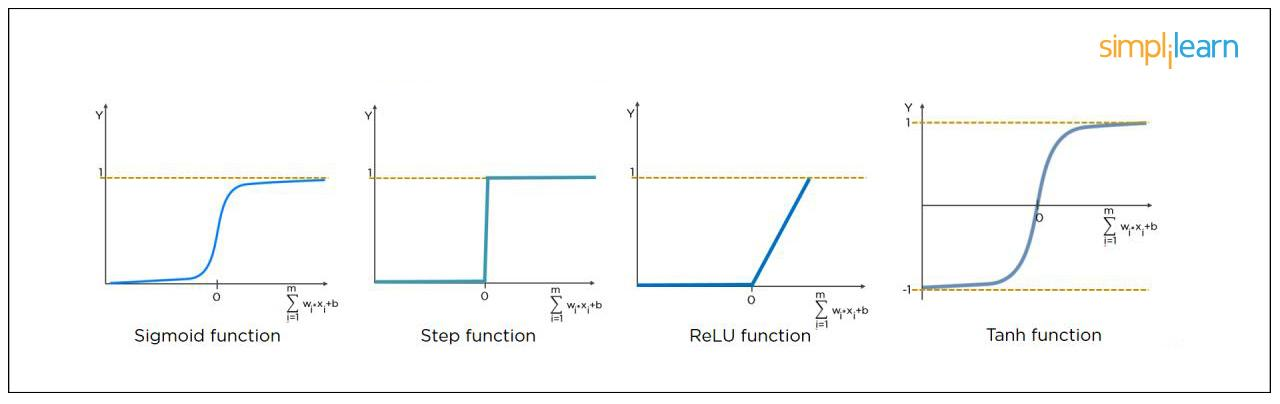 simplilearn
Y
1
0
m
∑ wi*xi+b
i=1
Sigmoid function
Y
1
0
m
∑ wi*xi+b
i=1
Step function
Y
1
0
m
∑ wi*xi+b
i=1
ReLU function
Y
1
0
m
∑ wi*xi+b
i=1
-1
Tanh function